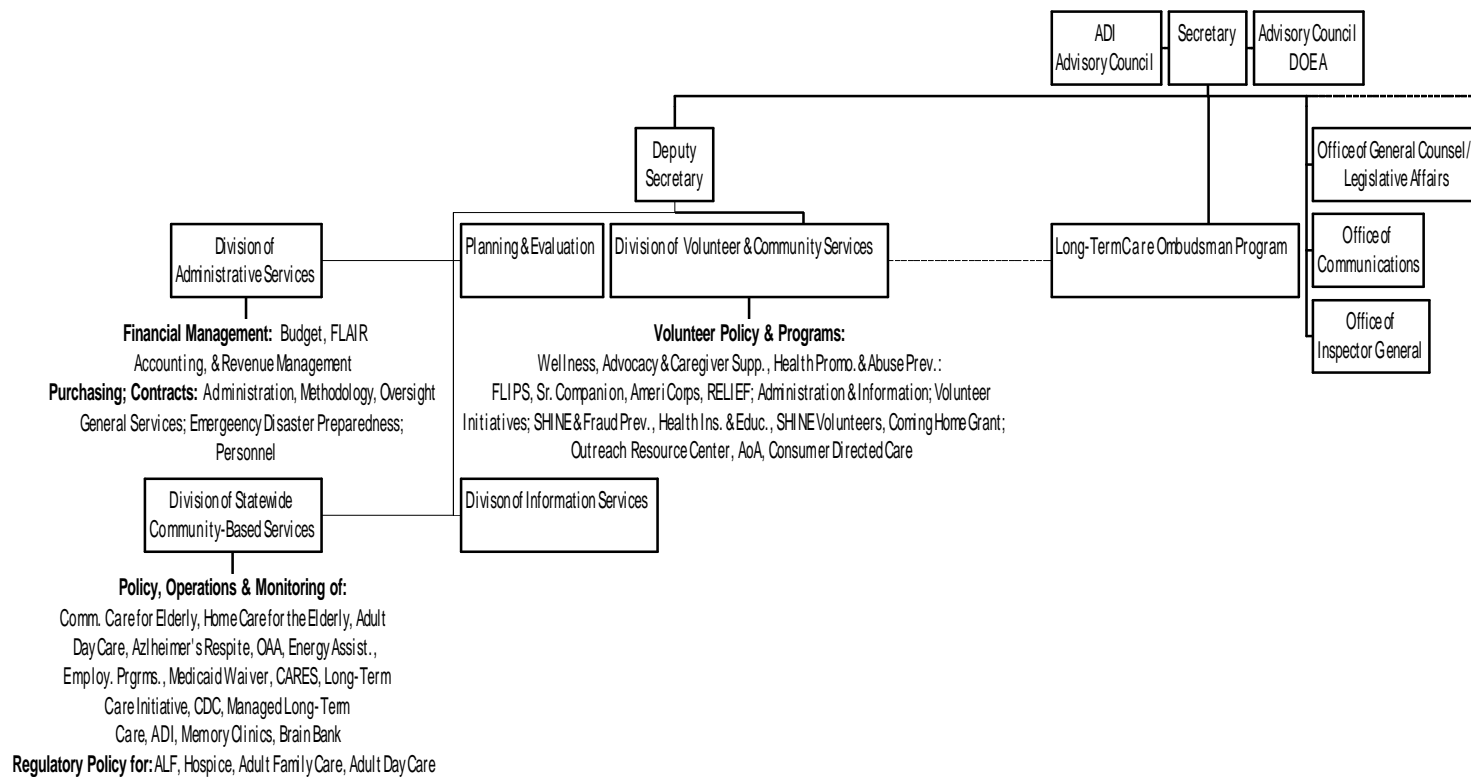 ADI
Advisory Council
Secretary
Advisory Council
DOEA
Deputy
Secretary
Office of General Counsel/
Legislative Affairs
Division of
Administrative Services
Planning & Evaluation
Division of Volunteer & Community Services
Long-Term Care Ombudsman Program
Office of
Communications
Office of
Inspector General
Financial Management: Budget, FLAIR
Accounting, & Revenue Management
Purchasing; Contracts: Administration, Methodology, Oversight
General Services; Emergeecy Disaster Preparedness;
Personnel
Volunteer Policy & Programs:
Wellness, Advocacy & Caregiver Supp., Health Promo. & Abuse Prev.:
FLIPS, Sr. Companion, AmeriCorps, RELIEF; Administration & Information; Volunteer
Initiatives; SHINE & Fraud Prev., Health Ins. & Educ., SHINE Volunteers, Coming Home Grant;
Outreach Resource Center, AoA, Consumer Directed Care
Division of Statewide
Community-Based Services
Divison of Information Services
Policy, Operations & Monitoring of:
Comm. Care for Elderly, Home Care for the Elderly, Adult
Day Care, Azlheimer's Respite, OAA, Energy Assist.,
Employ. Prgrms., Medicaid Waiver, CARES, Long-Term
Care Initiative, CDC, Managed Long-Term
Care, ADI, Memory Clinics, Brain Bank
Regulatory Policy for: ALF, Hospice, Adult Family Care, Adult Day Care